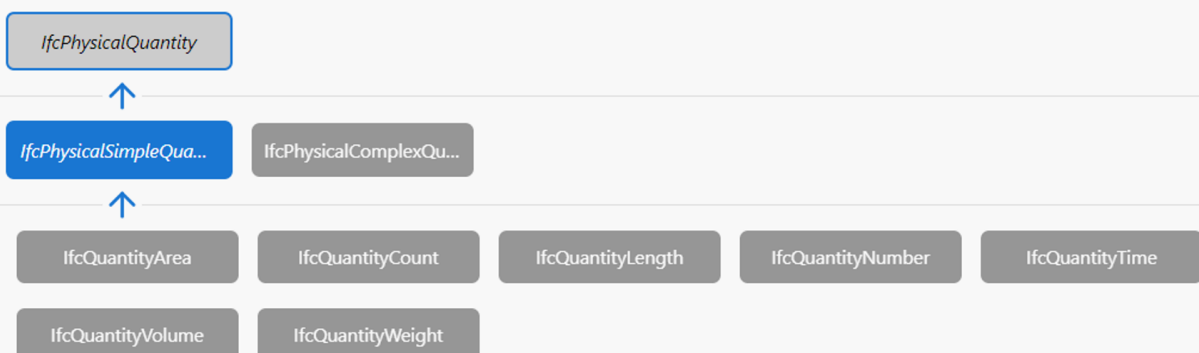 IfcPhysicalQuantity
IfcPhysicalSimpleQua... IfcPhysicalComplexQu...
IfcQuantityArea IfcQuantityCount IfcQuantityLength IfcQuantityNumber IfcQuantityTime
IfcQuantityVolume IfcQuantityWeight